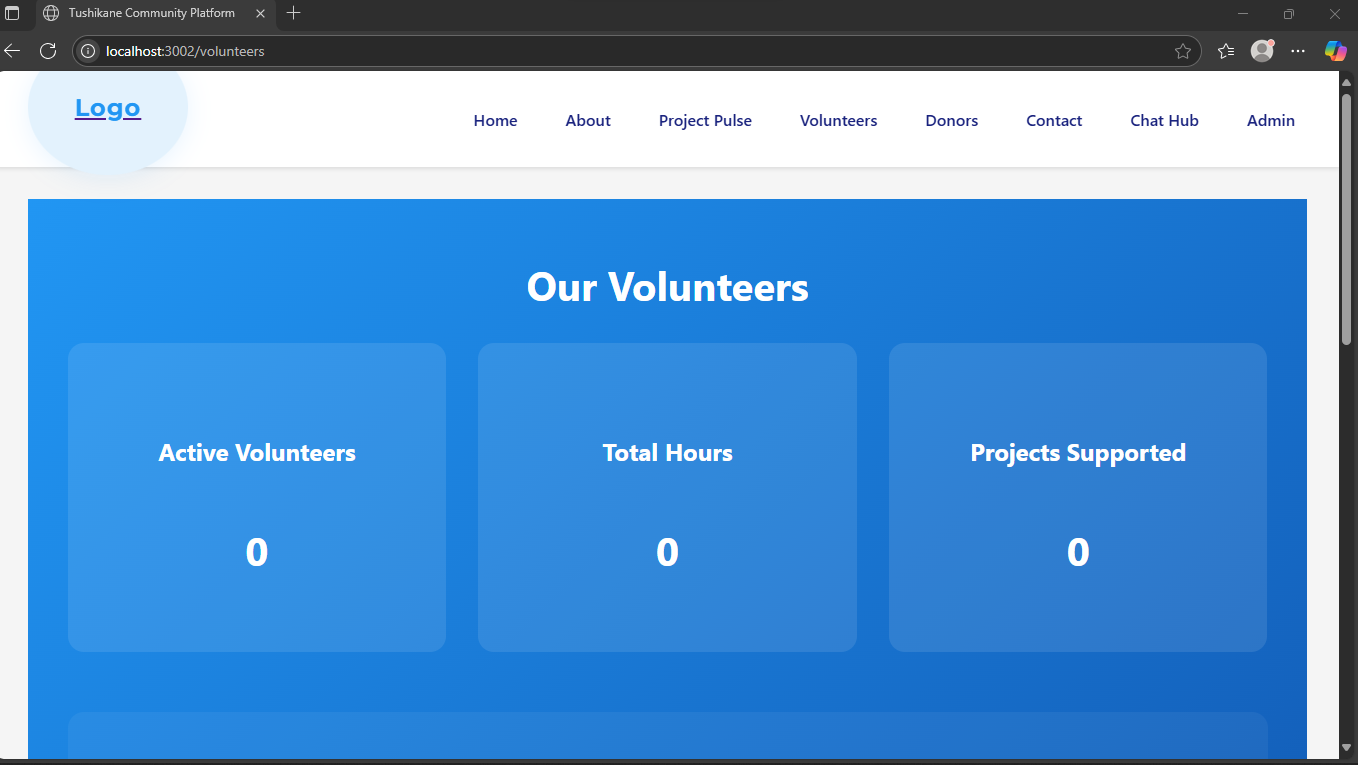 Tushikane Community Platform
localhost:3002/volunteers
Logo
Home About Project Pulse Volunteers Donors Contact Chat Hub Admin
Our Volunteers
Active Volunteers Total Hours Projects Supported
0 0 0